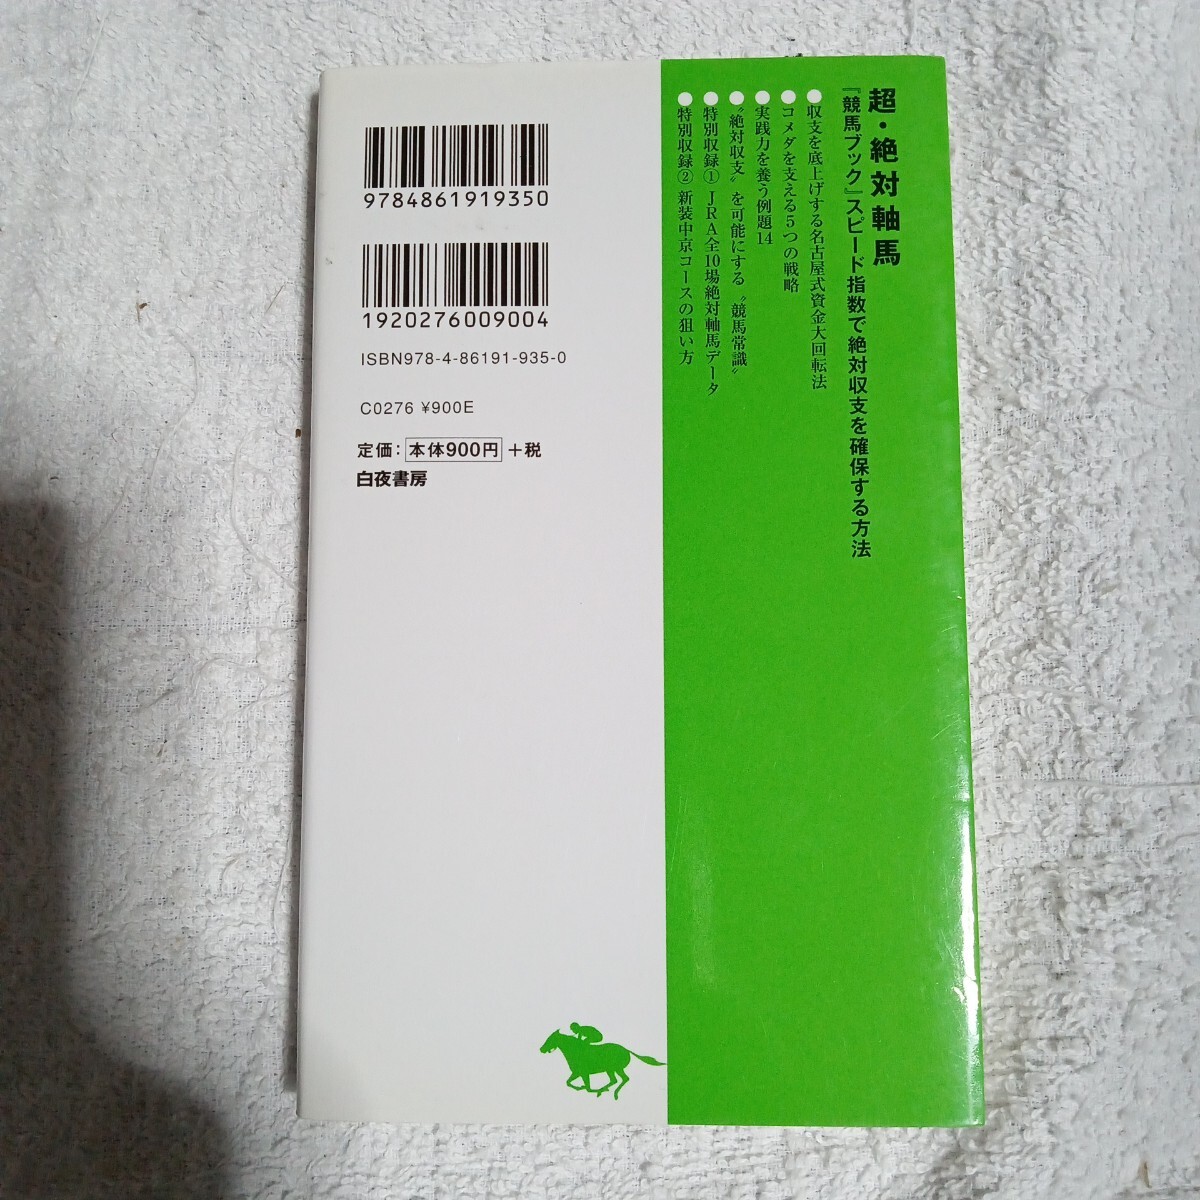 超・絶対軸馬
『競馬ブック』スピード指数で絶対収支を確保する方法
●収支を底上げする名古屋式資金大回転法
●コメダを支える5つの戦略
●実践力を養う例題14
●〝絶対収支〟を可能にする〝競馬常識〟
●特別収録① JRA全10場絶対軸馬データ
●特別収録② 新装中京コースの狙い方
9784861919350
1920276009004
ISBN978-4-86191-935-0
C0276 ¥900E
定価：本体900円＋税
白夜書房